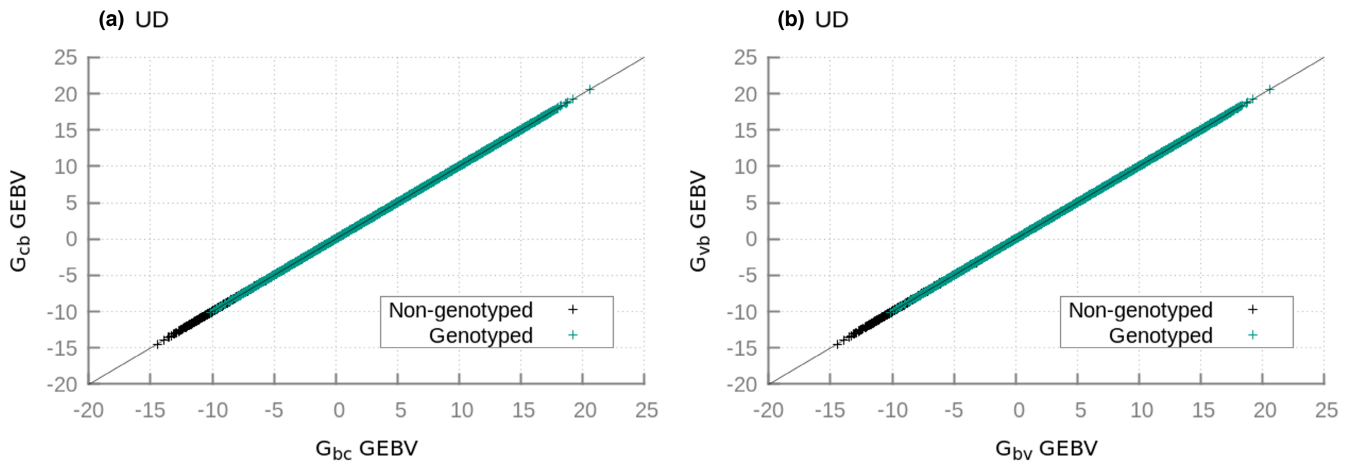 (a) UD
25
20
15
10
5
0
-5
-10
-15
-20
Gcb GEBV
Non-genotyped +
Genotyped +
-20 -15 -10 -5 0 5 10 15 20 25
Gbc GEBV
(b) UD
25
20
15
10
5
0
-5
-10
-15
-20
Gvb GEBV
Non-genotyped +
Genotyped +
-20 -15 -10 -5 0 5 10 15 20 25
Gbv GEBV